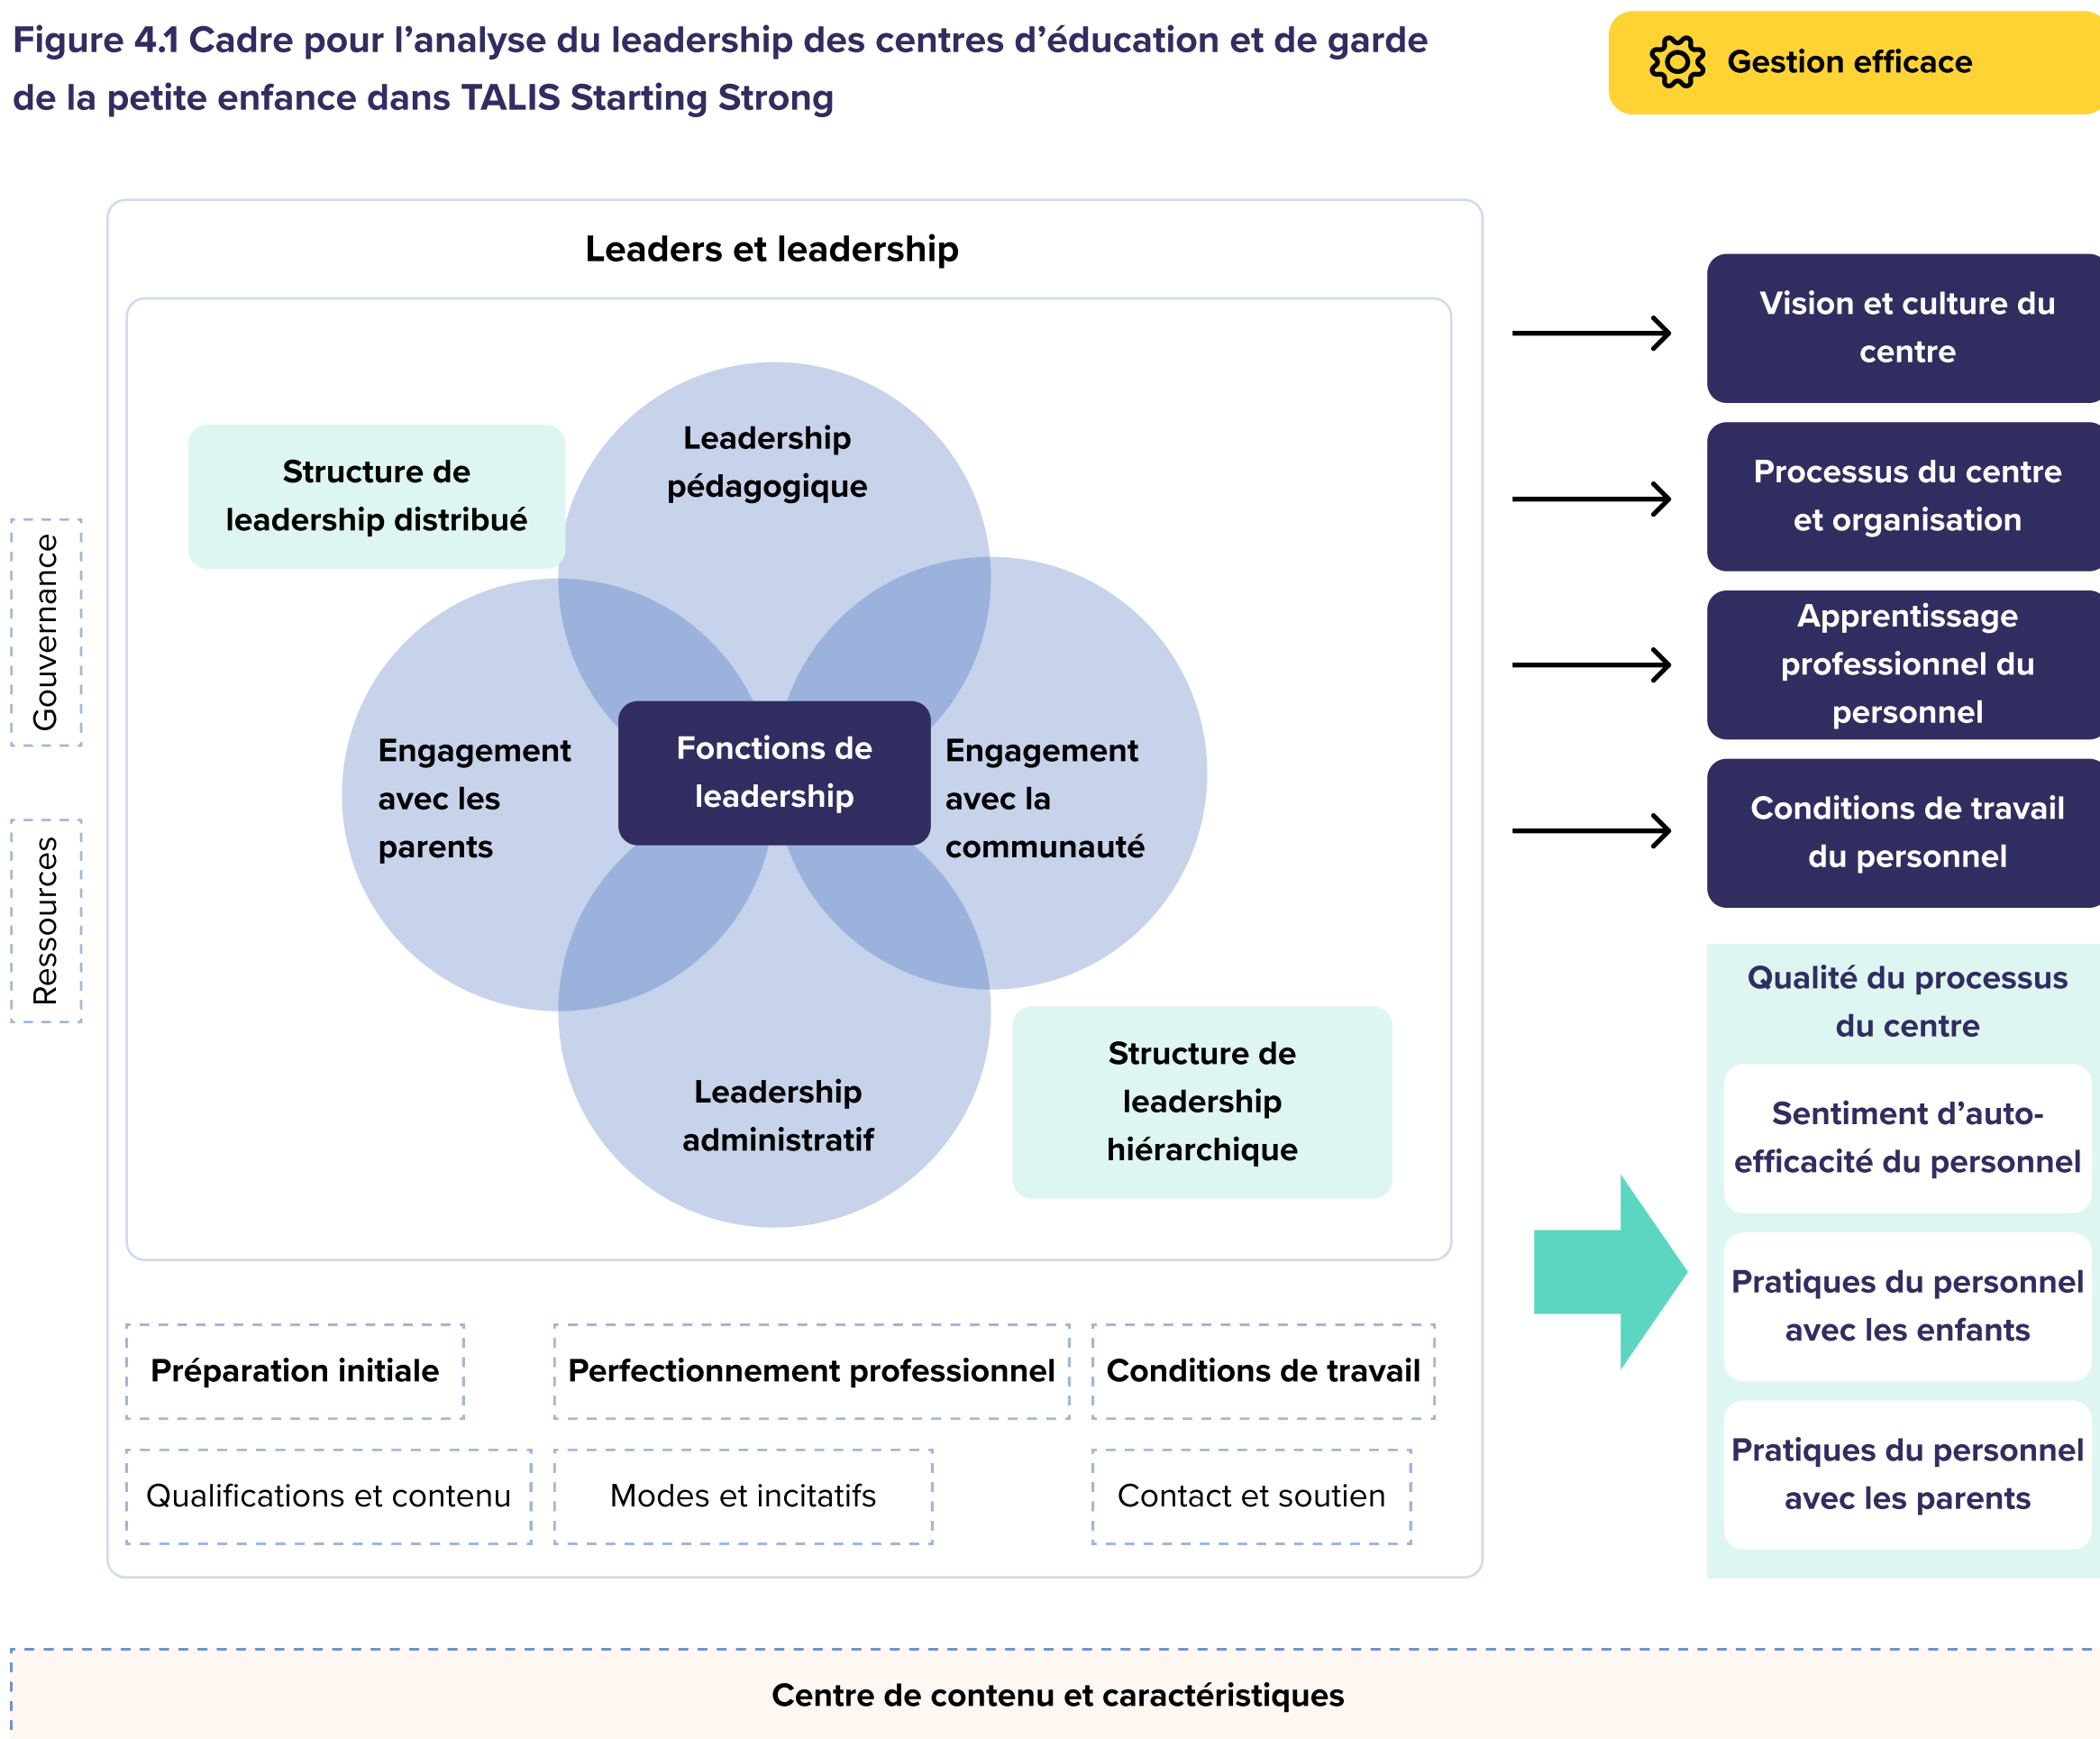 Figure 4.1 Cadre pour l’analyse du leadership des centres d’éducation et de garde
de la petite enfance dans TALIS Starting Strong
Gestion efficace
Leaders et leadership
Structure de
leadership distribué
Leadership
pédagogique
Engagement
avec les
parents
Fonctions de
leadership
Engagement
avec la
communauté
Leadership
administratif
Structure de
leadership
hiérarchique
Gouvernance
Ressources
Préparation initiale
Perfectionnement professionnel
Conditions de travail
Qualifications et contenu
Modes et incitatifs
Contact et soutien
Vision et culture du
centre
Processus du centre
et organisation
Apprentissage
professionnel du
personnel
Conditions de travail
du personnel
Qualité du processus
du centre
Sentiment d’auto-
efficacité du personnel
Pratiques du personnel
avec les enfants
Pratiques du personnel
avec les parents
Centre de contenu et caractéristiques